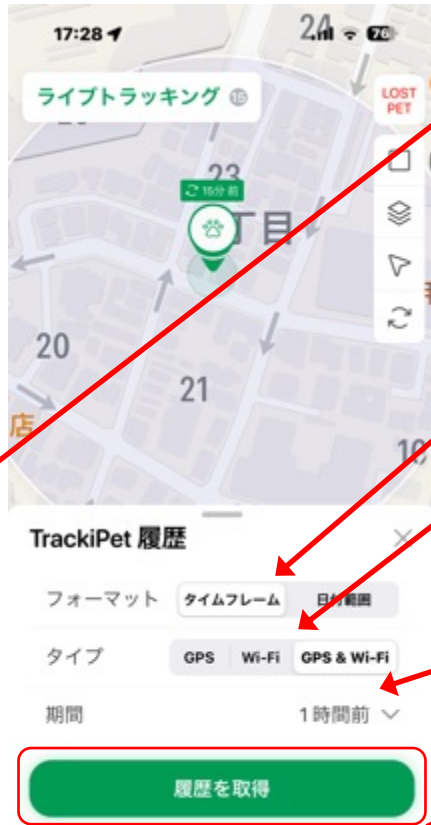 17:28
76
24
ライブトラッキング 15
LOST
PET
23
15分前
丁目
20
21
店
10
TrackiPet 履歴
フォーマット タイムフレーム 日付範囲
タイプ GPS Wi-Fi GPS & Wi-Fi
期間 1時間前
履歴を取得